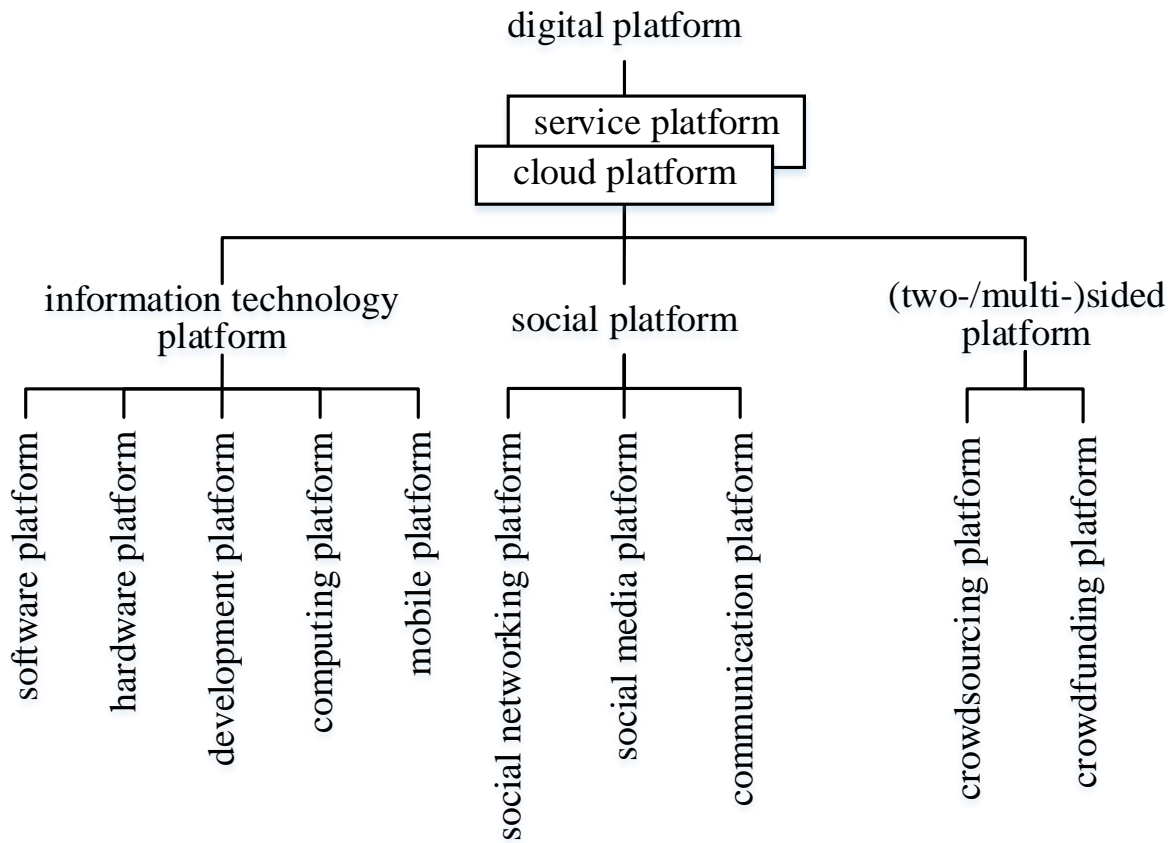 digital platform
service platform
cloud platform
information technology
platform
social platform
(two-/multi-)sided
platform
software platform
hardware platform
development platform
computing platform
mobile platform
social networking platform
social media platform
communication platform
crowdsourcing platform
crowdfunding platform